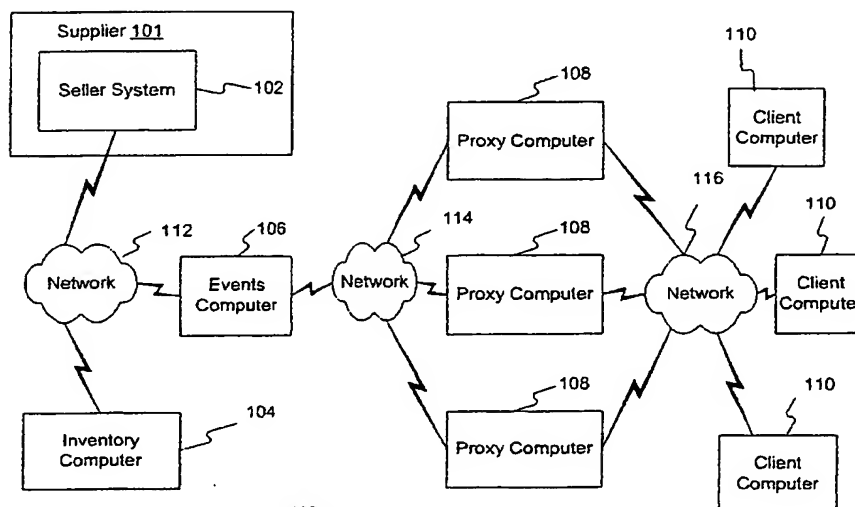 Supplier 101
Seller System
102
112
Network
106
Events
Computer
104
Inventory
Computer
114
Network
108
Proxy Computer
108
Proxy Computer
108
Proxy Computer
116
Network
110
Client
Computer
110
Client
Computer
110
Client
Computer